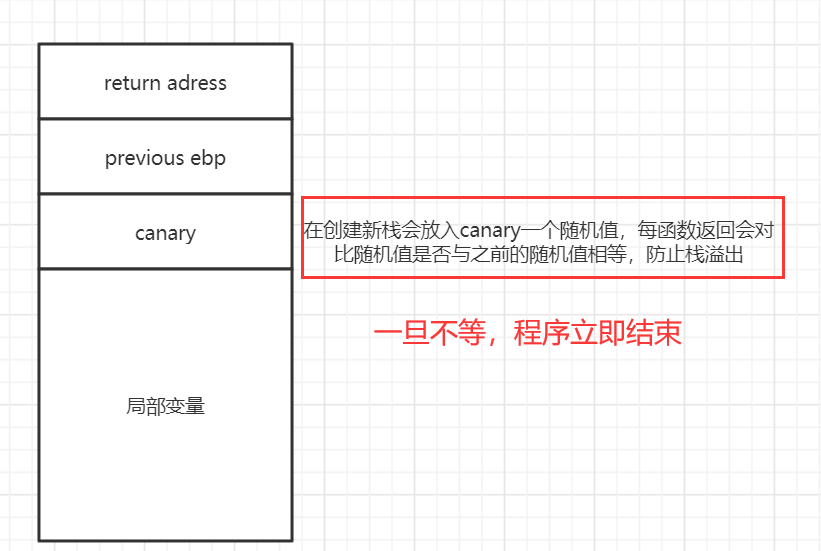 return adress
previous ebp
canary
在创建新栈会放入canary一个随机值，每函数返回会对
比随机值是否与之前的随机值相等，防止栈溢出
一旦不等，程序立即结束
局部变量